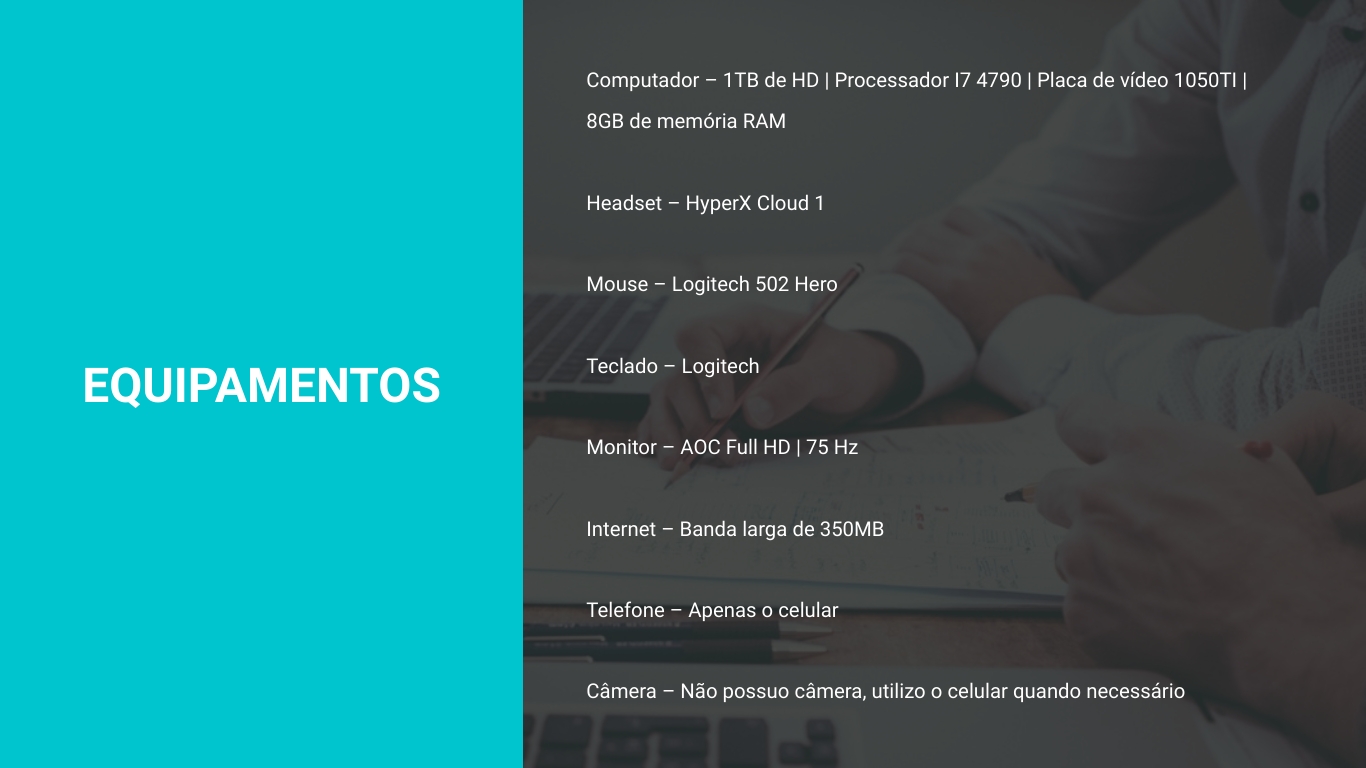 EQUIPAMENTOS
Computador – 1TB de HD | Processador I7 4790 | Placa de vídeo 1050TI |
8GB de memória RAM
Headset – HyperX Cloud 1
Mouse – Logitech 502 Hero
Teclado – Logitech
Monitor – AOC Full HD | 75 Hz
Internet – Banda larga de 350MB
Telefone – Apenas o celular
Câmera – Não possuo câmera, utilizo o celular quando necessário